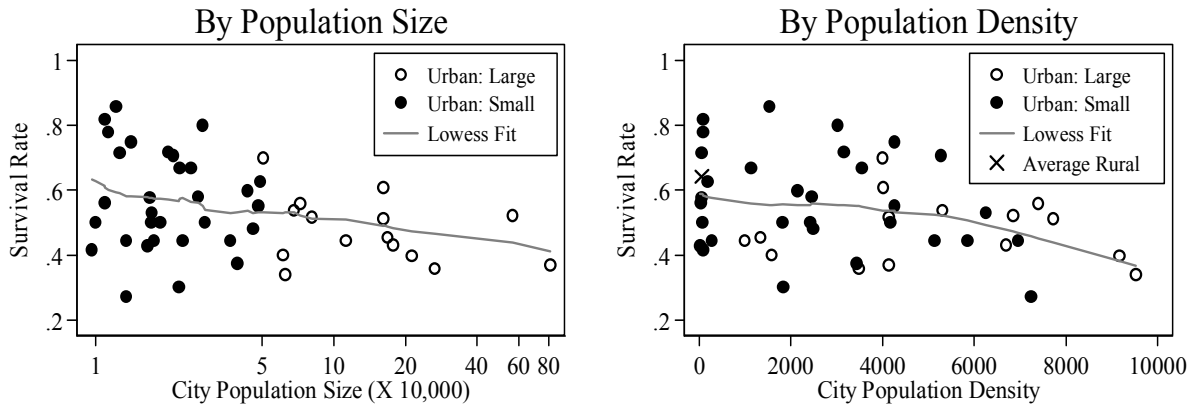 By Population Size
1
.8
.6
.4
.2
Survival Rate
Urban: Large
Urban: Small
Lowess Fit
1 5 10 20 40 60 80
City Population Size (X 10,000)
By Population Density
1
.8
.6
.4
.2
Survival Rate
Urban: Large
Urban: Small
Lowess Fit
Average Rural
0 2000 4000 6000 8000 10000
City Population Density